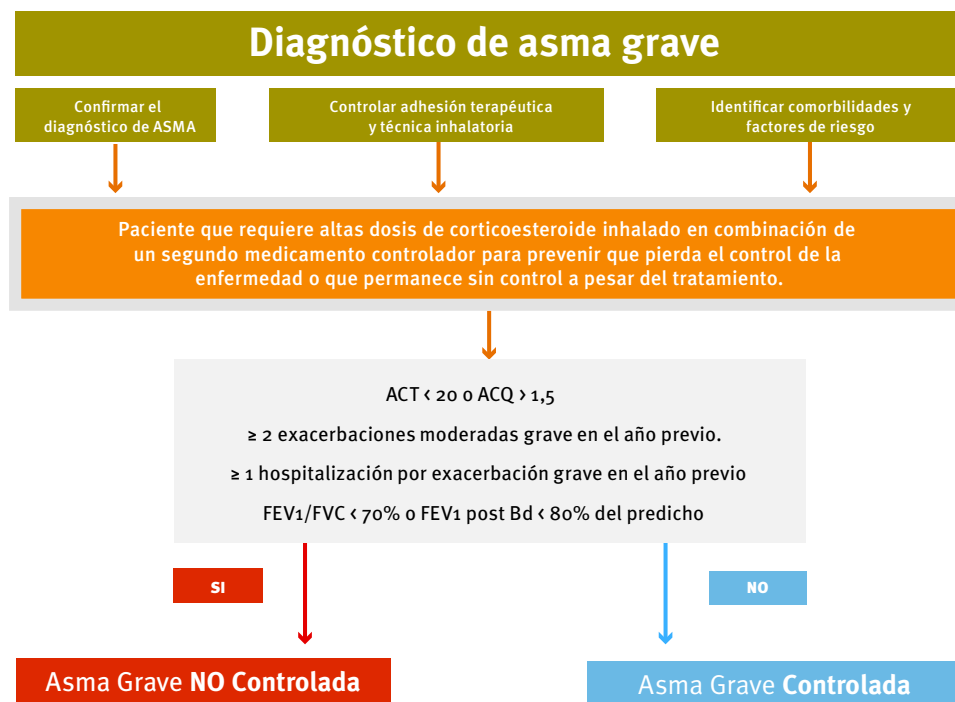 Diagnóstico de asma grave
Confirmar el
diagnóstico de ASMA
Controlar adhesión terapéutica
y técnica inhalatoria
Identificar comorbilidades y
factores de riesgo
Paciente que requiere altas dosis de corticoesteroide inhalado en combinación de
un segundo medicamento controlador para prevenir que pierda el control de la
enfermedad o que permanece sin control a pesar del tratamiento.
ACT < 20 o ACQ > 1,5
≥ 2 exacerbaciones moderadas grave en el año previo.
≥ 1 hospitalización por exacerbación grave en el año previo
FEV1/FVC < 70% o FEV1 post Bd < 80% del predicho
SI
NO
Asma Grave NO Controlada
Asma Grave Controlada